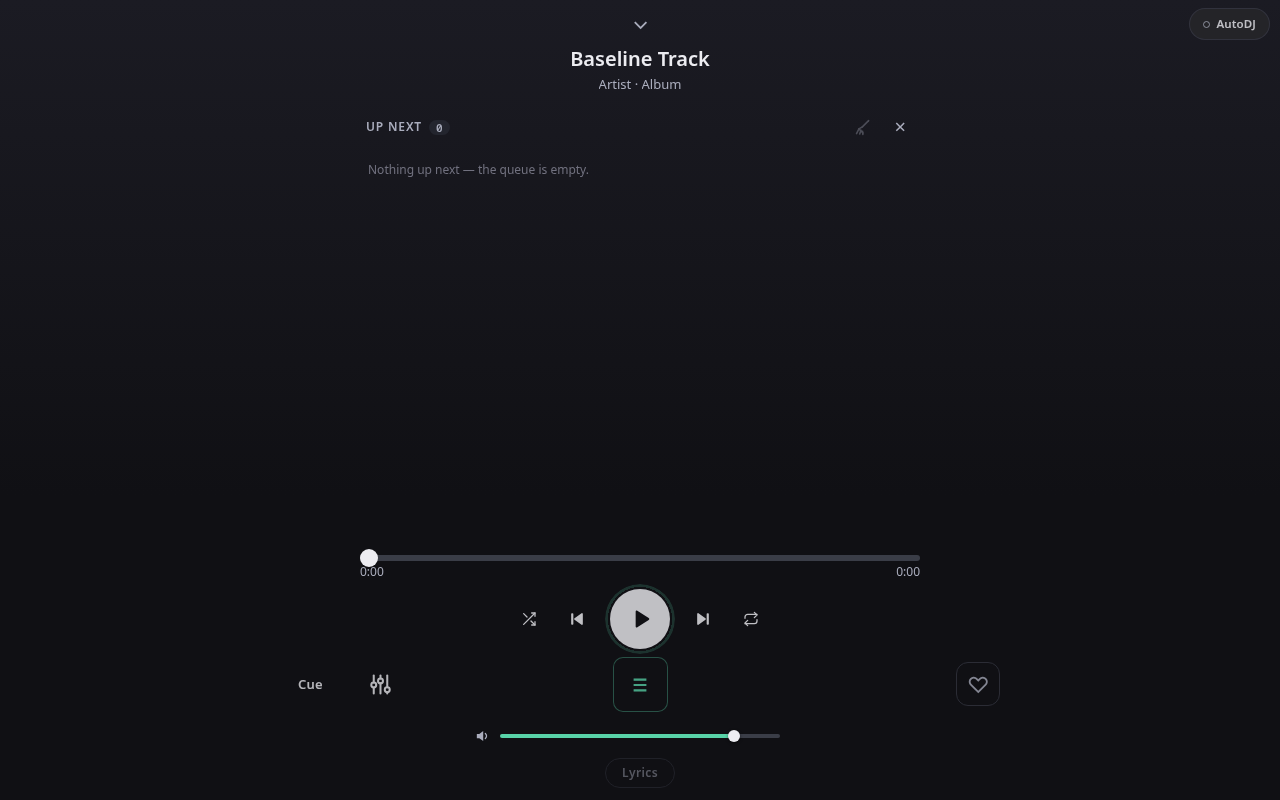 AutoDJ
Baseline Track
Artist · Album
UP NEXT 0
Nothing up next — the queue is empty.
0:00 0:00
Cue
Lyrics